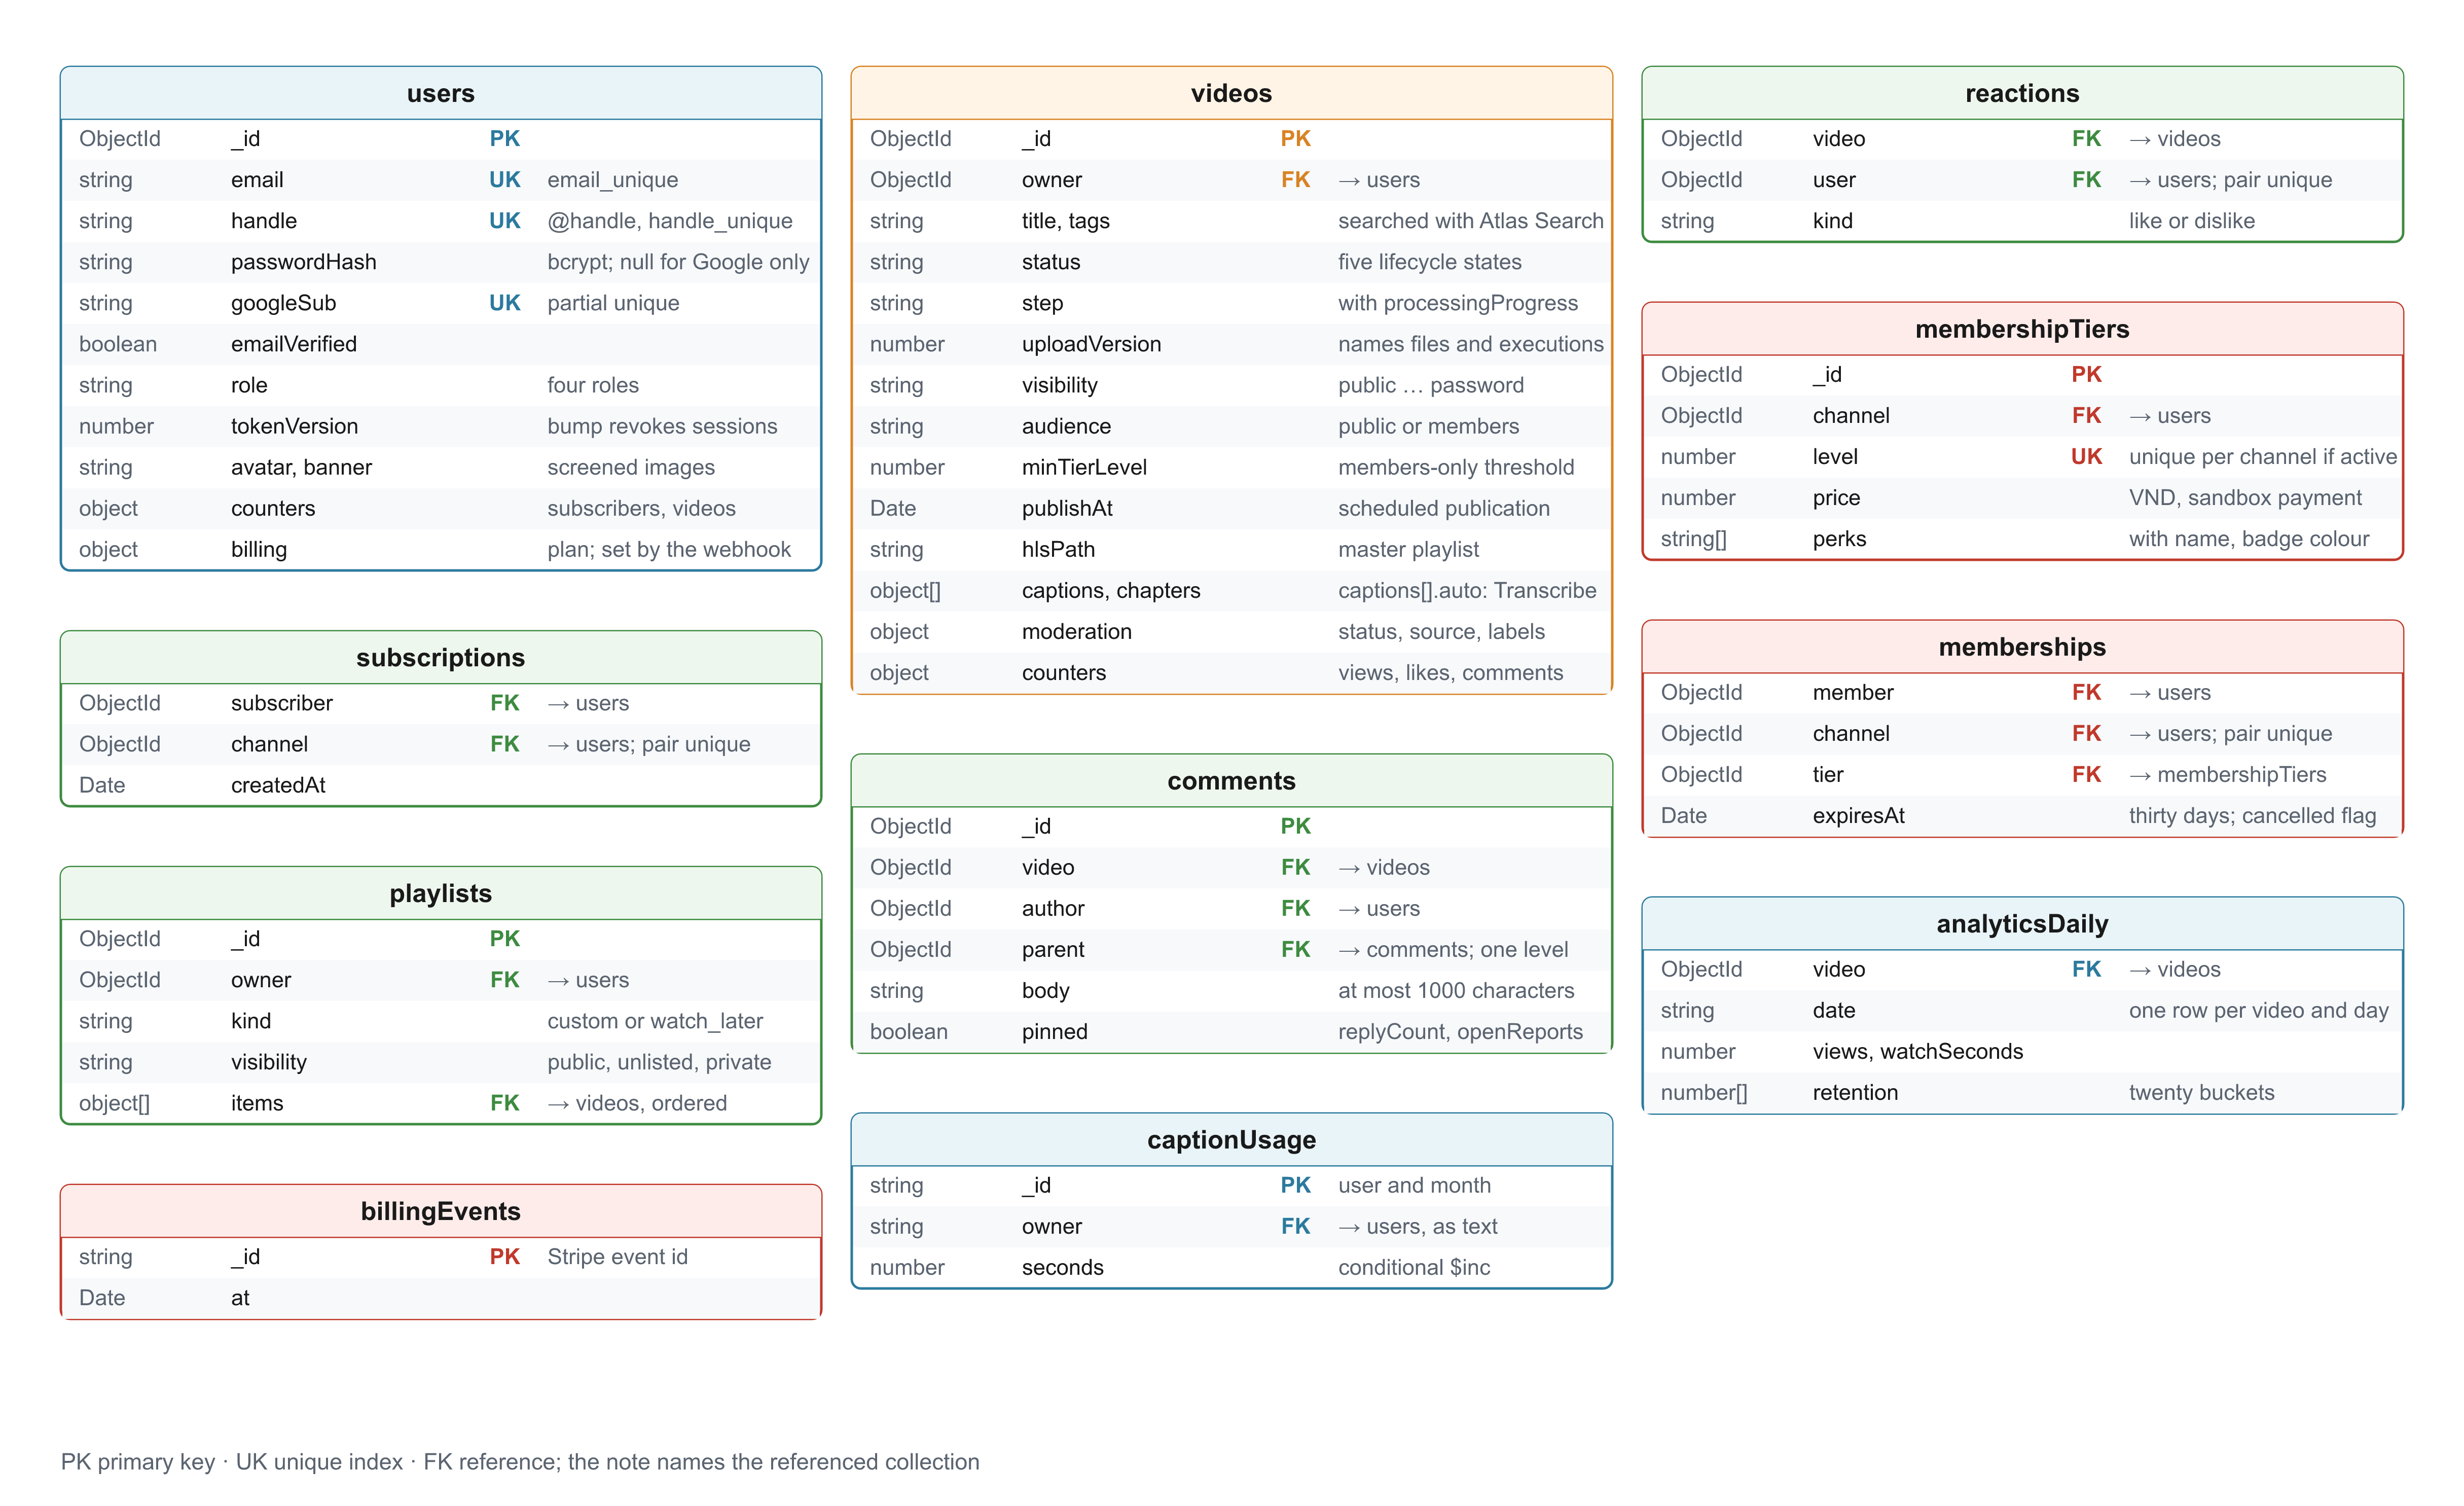 users
ObjectId _id PK
string email UK email_unique
string handle UK @handle, handle_unique
string passwordHash bcrypt; null for Google only
string googleSub UK partial unique
boolean emailVerified
string role four roles
number tokenVersion bump revokes sessions
string avatar, banner screened images
object counters subscribers, videos
object billing plan; set by the webhook
subscriptions
ObjectId subscriber FK → users
ObjectId channel FK → users; pair unique
Date createdAt
playlists
ObjectId _id PK
ObjectId owner FK → users
string kind custom or watch_later
string visibility public, unlisted, private
object[] items FK → videos, ordered
billingEvents
string _id PK Stripe event id
Date at
videos
ObjectId _id PK
ObjectId owner FK → users
string title, tags searched with Atlas Search
string status five lifecycle states
string step with processingProgress
number uploadVersion names files and executions
string visibility public … password
string audience public or members
number minTierLevel members-only threshold
Date publishAt scheduled publication
string hlsPath master playlist
object[] captions, chapters captions[].auto: Transcribe
object moderation status, source, labels
object counters views, likes, comments
comments
ObjectId _id PK
ObjectId video FK → videos
ObjectId author FK → users
ObjectId parent FK → comments; one level
string body at most 1000 characters
boolean pinned replyCount, openReports
captionUsage
string _id PK user and month
string owner FK → users, as text
number seconds conditional $inc
reactions
ObjectId video FK → videos
ObjectId user FK → users; pair unique
string kind like or dislike
membershipTiers
ObjectId _id PK
ObjectId channel FK → users
number level UK unique per channel if active
number price VND, sandbox payment
string[] perks with name, badge colour
memberships
ObjectId member FK → users
ObjectId channel FK → users; pair unique
ObjectId tier FK → membershipTiers
Date expiresAt thirty days; cancelled flag
analyticsDaily
ObjectId video FK → videos
string date one row per video and day
number views, watchSeconds
number[] retention twenty buckets
PK primary key · UK unique index · FK reference; the note names the referenced collection